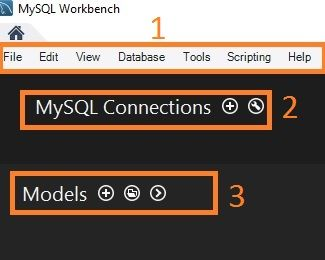 MySQL Workbench
1
File Edit View Database Tools Scripting Help
MySQL Connections 2
Models 3